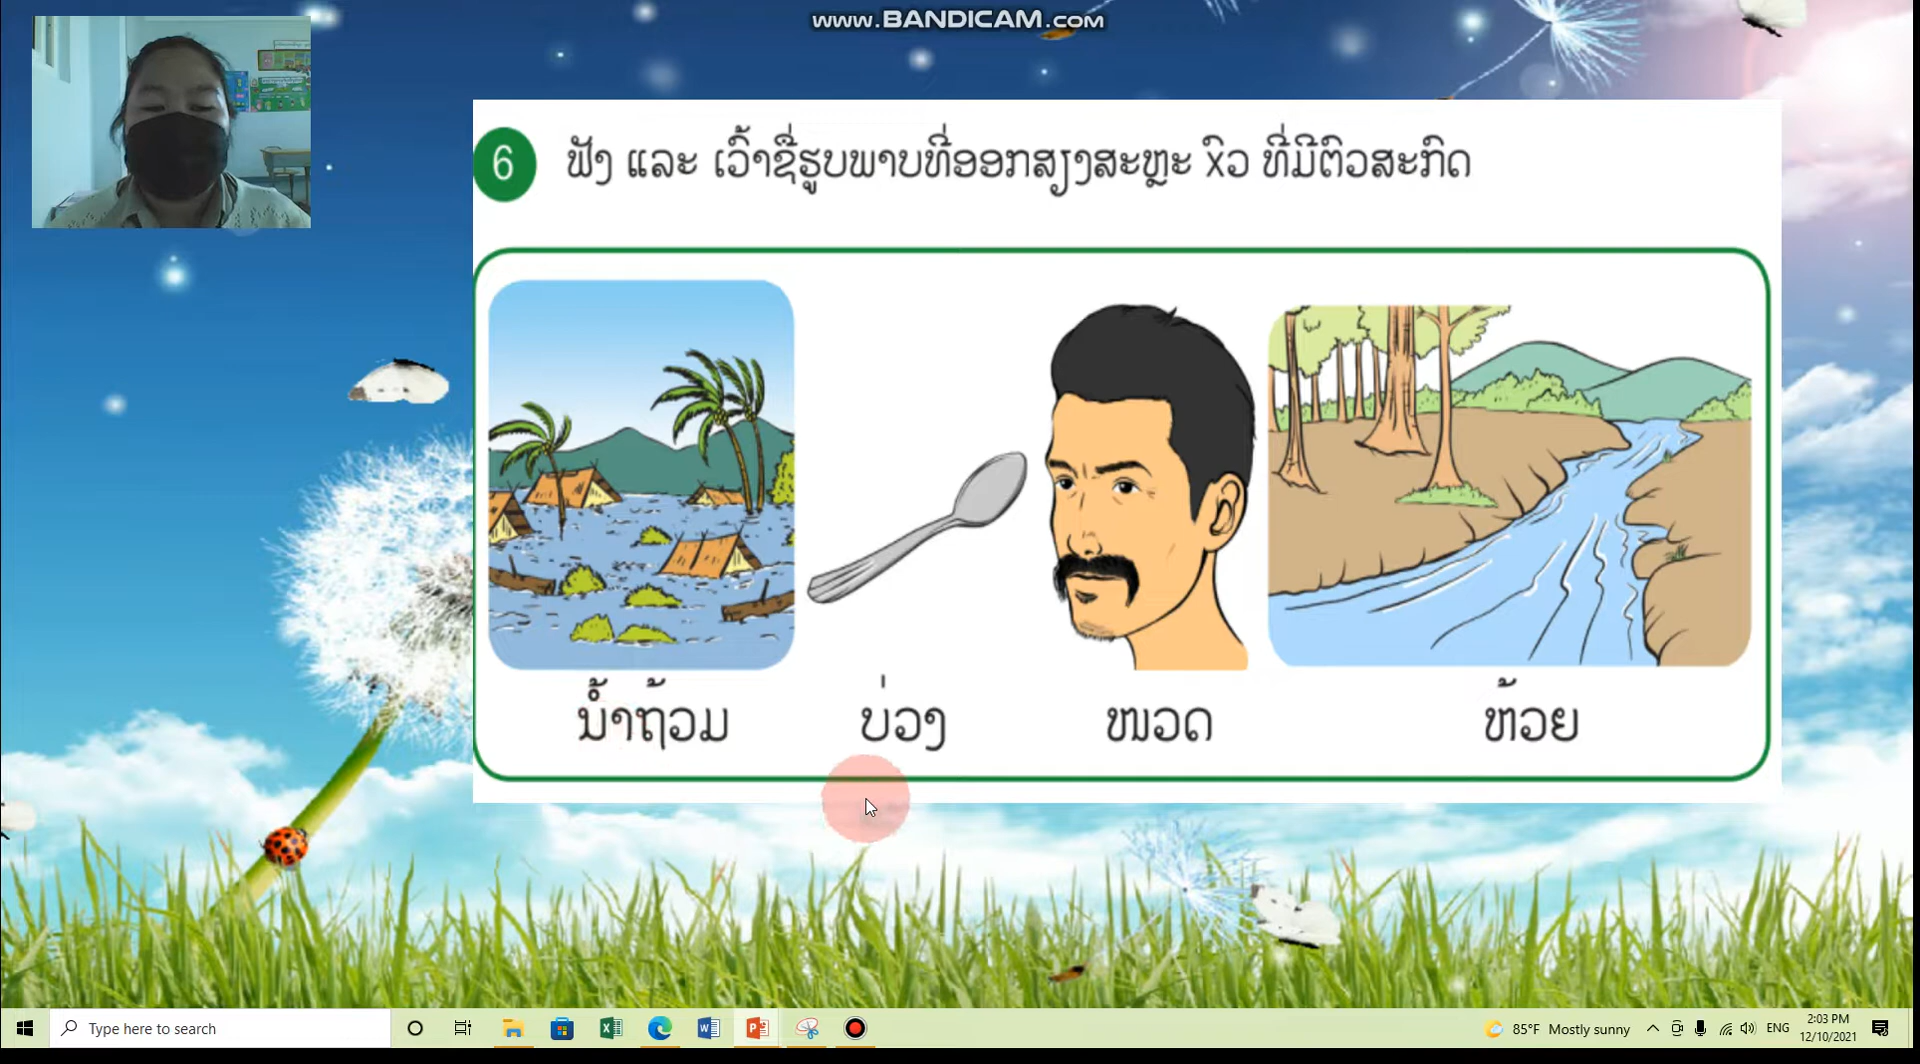 www.BANDICAM.com
6 ຟັງ ແລະ ເວົ້າຊື່ຮູບພາບທີ່ອອກສຽງສະຫຼະ Xົວ ທີ່ມີຕົວສະກົດ
ນ້ຳຖ້ວມ ບ່ວງ ໜວດ ຫ້ວຍ
Type here to search
85°F Mostly sunny
ENG
2:03 PM
12/10/2021